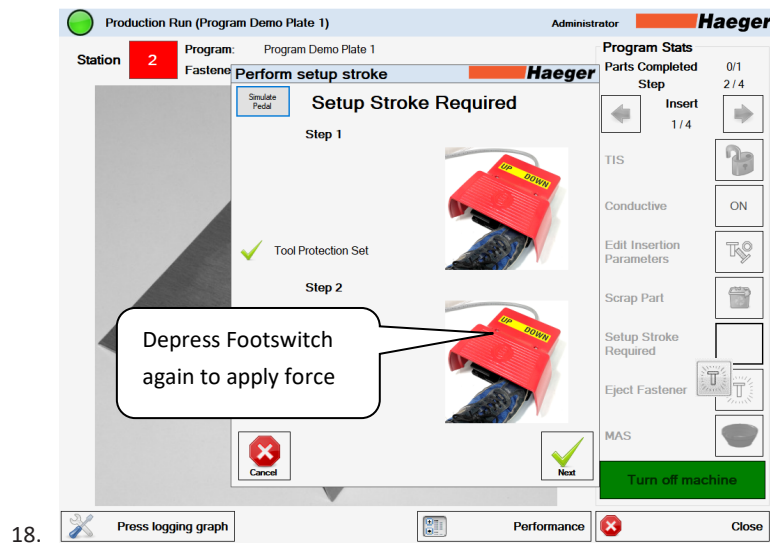 Production Run (Program Demo Plate 1)
Administrator
Haeger
Station
2
Program:
Program Demo Plate 1
Fastene
Perform setup stroke
Haeger
Simulate
Pedal
Setup Stroke Required
Step 1
UP
DOWN
Tool Protection Set
Step 2
UP
DOWN
Depress Footswitch
again to apply force
Cancel
Next
Program Stats
Parts Completed
0/1
Step
2 / 4
Insert
1 / 4
TIS
Conductive
ON
Edit Insertion
Parameters
Scrap Part
Setup Stroke
Required
T
Eject Fastener
T
MAS
Turn off machine
18.
Press logging graph
Performance
Close